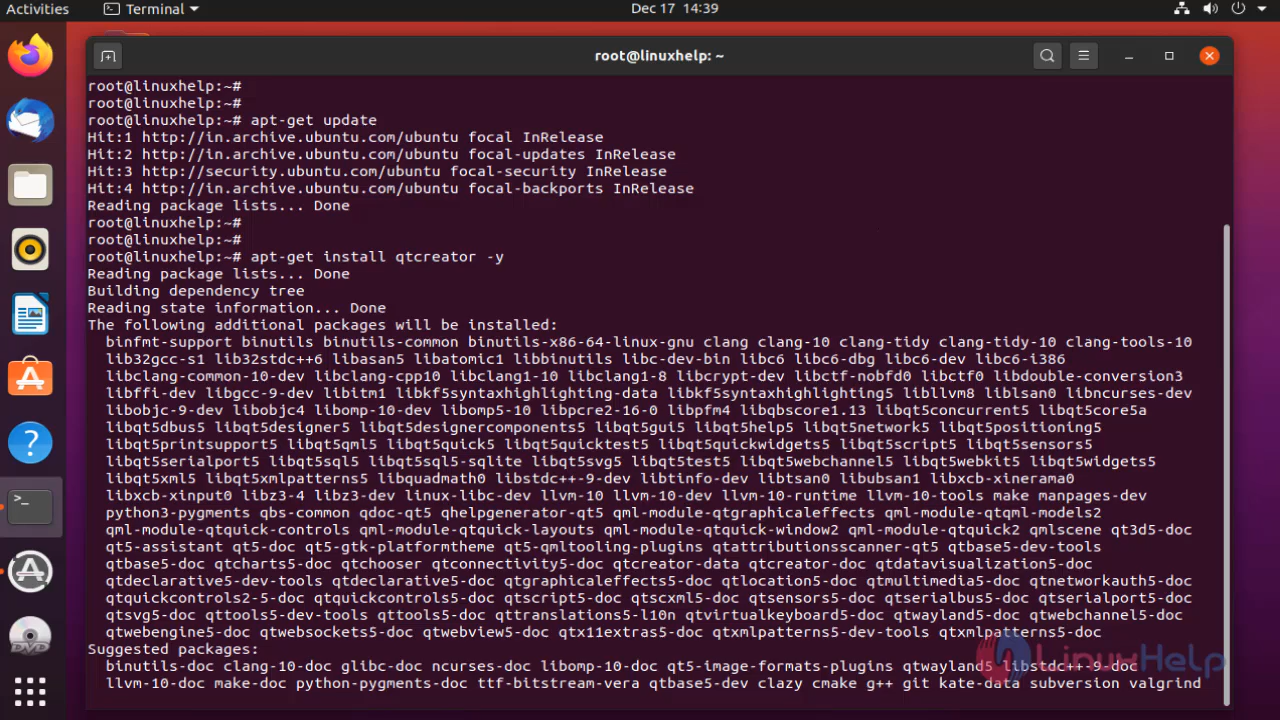 Activities Terminal Dec 17 14:39
root@linuxhelp: ~
root@linuxhelp:~#
root@linuxhelp:~#
root@linuxhelp:~# apt-get update
Hit:1 http://in.archive.ubuntu.com/ubuntu focal InRelease
Hit:2 http://in.archive.ubuntu.com/ubuntu focal-updates InRelease
Hit:3 http://security.ubuntu.com/ubuntu focal-security InRelease
Hit:4 http://in.archive.ubuntu.com/ubuntu focal-backports InRelease
Reading package lists... Done
root@linuxhelp:~#
root@linuxhelp:~#
root@linuxhelp:~# apt-get install qtcreator -y
Reading package lists... Done
Building dependency tree
Reading state information... Done
The following additional packages will be installed:
binfmt-support binutils binutils-common binutils-x86-64-linux-gnu clang clang-10 clang-tidy clang-tidy-10 clang-tools-10
lib32gcc-s1 lib32stdc++6 libasan5 libatomic1 libbinutils libc-dev-bin libc6 libc6-dbg libc6-dev libc6-i386
libclang-common-10-dev libclang-cpp10 libclang1-10 libclang1-8 libcrypt-dev libctf-nobfd0 libctf0 libdouble-conversion3
libffi-dev libgcc-9-dev libitm1 libkf5syntaxhighlighting-data libkf5syntaxhighlighting5 libllvm8 liblsan0 libncurses-dev
libobjc-9-dev libobjc4 libomp-10-dev libomp5-10 libpcre2-16-0 libpfm4 libqbscore1.13 libqt5concurrent5 libqt5core5a
libqt5dbus5 libqt5designer5 libqt5designercomponents5 libqt5gui5 libqt5help5 libqt5network5 libqt5positioning5
libqt5printsupport5 libqt5qml5 libqt5quick5 libqt5quicktest5 libqt5quickwidgets5 libqt5script5 libqt5sensors5
libqt5serialport5 libqt5sql5 libqt5sql5-sqlite libqt5svg5 libqt5test5 libqt5webchannel5 libqt5webkit5 libqt5widgets5
libqt5xml5 libqt5xmlpatterns5 libquadmath0 libstdc++-9-dev libtinfo-dev libtsan0 libubsan1 libxcb-xinerama0
libxcb-xinput0 libz3-4 libz3-dev linux-libc-dev llvm-10 llvm-10-dev llvm-10-runtime llvm-10-tools make manpages-dev
python3-pygments qbs-common qdoc-qt5 qhelpgenerator-qt5 qml-module-qtgraphicaleffects qml-module-qtqml-models2
qml-module-qtquick-controls qml-module-qtquick-layouts qml-module-qtquick-window2 qml-module-qtquick2 qmlscene qt3d5-doc
qt5-assistant qt5-doc qt5-gtk-platformtheme qt5-qmltooling-plugins qtattributionsscanner-qt5 qtbase5-dev-tools
qtbase5-doc qtcharts5-doc qtchooser qtconnectivity5-doc qtcreator-data qtcreator-doc qtdatavisualization5-doc
qtdeclarative5-dev-tools qtdeclarative5-doc qtgraphicaleffects5-doc qtlocation5-doc qtmultimedia5-doc qtnetworkauth5-doc
qtquickcontrols2-5-doc qtquickcontrols5-doc qtscript5-doc qtscxml5-doc qtsensors5-doc qtserialbus5-doc qtserialport5-doc
qtsvg5-doc qttools5-dev-tools qttools5-doc qttranslations5-l10n qtvirtualkeyboard5-doc qtwayland5-doc qtwebchannel5-doc
qtwebengine5-doc qtwebsockets5-doc qtwebview5-doc qtx11extras5-doc qtxmlpatterns5-dev-tools qtxmlpatterns5-doc
Suggested packages:
binutils-doc clang-10-doc glibc-doc ncurses-doc libomp-10-doc qt5-image-formats-plugins qtwayland5 libstdc++-9-doc
llvm-10-doc make-doc python-pygments-doc ttf-bitstream-vera qtbase5-dev clazy cmake g++ git kate-data subversion valgrind
LinuxHelp
>_
?
DVD